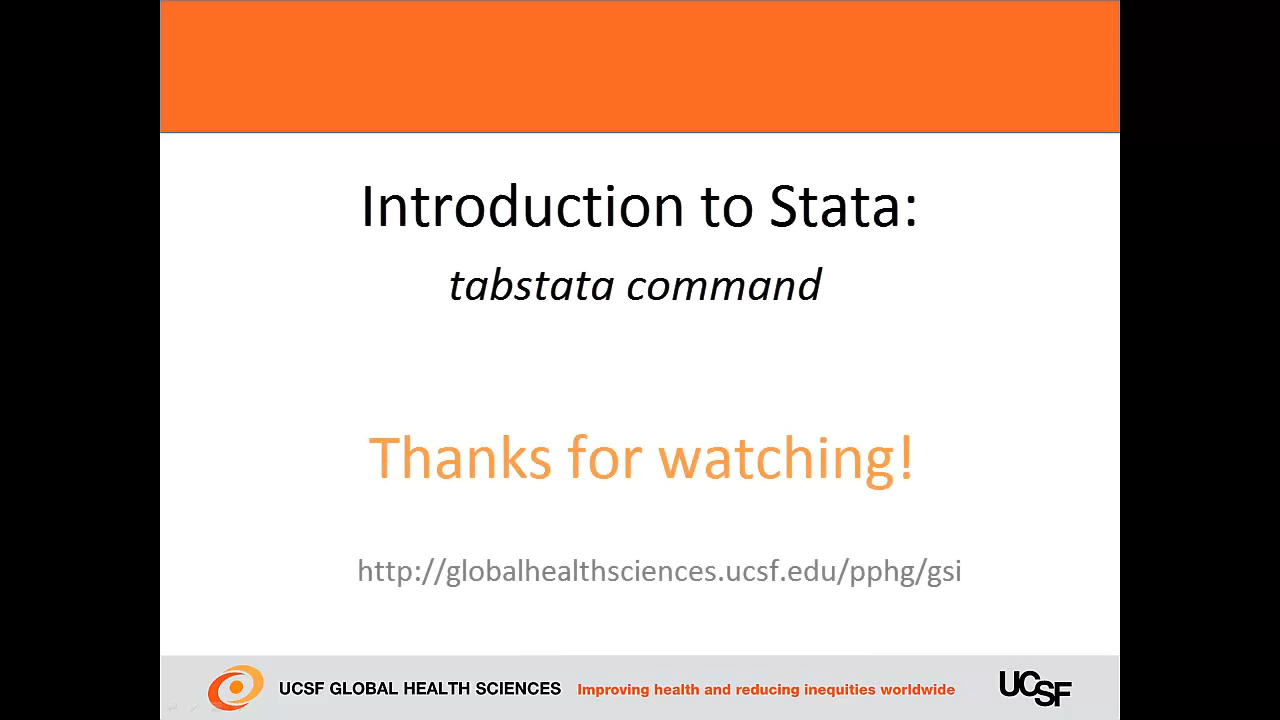 Introduction to Stata:
tabstata command
Thanks for watching!
http://globalhealthsciences.ucsf.edu/pphg/gsi
UCSF GLOBAL HEALTH SCIENCES Improving health and reducing inequities worldwide UCSF